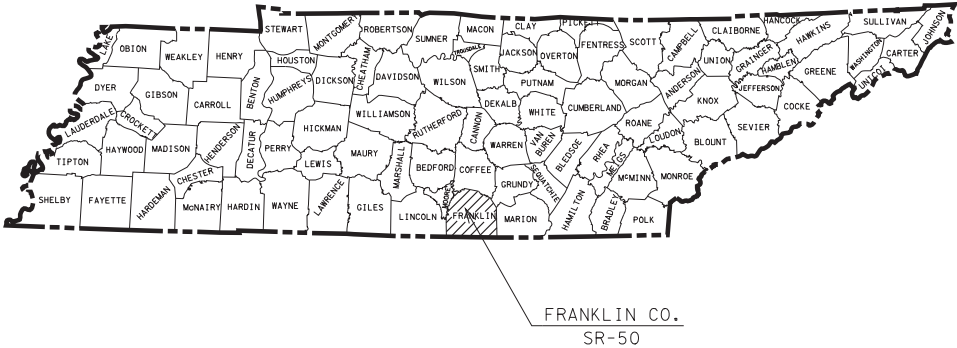 LAKE
OBION
WEAKLEY
HENRY
STEWART
MONTGOMERY
ROBERTSON
SUMNER
MACON
TROUSDALE
CLAY
PICKETT
JACKSON
OVERTON
FENTRESS
SCOTT
CAMPBELL
CLAIBORNE
HANCOCK
HAWKINS
SULLIVAN
JOHNSON
CARTER
WASHINGTON
UNICOI
GREENE
HAMBLEN
GRAINGER
UNION
JEFFERSON
COCKE
DYER
GIBSON
CARROLL
BENTON
HOUSTON
HUMPHREYS
DICKSON
CHEATHAM
DAVIDSON
WILSON
SMITH
PUTNAM
DEKALB
WHITE
CUMBERLAND
MORGAN
ANDERSON
KNOX
SEVIER
BLOUNT
LOUDON
ROANE
LAUDERDALE
CROCKETT
HAYWOOD
MADISON
HENDERSON
DECATUR
PERRY
HICKMAN
WILLIAMSON
RUTHERFORD
CANNON
WARREN
VAN
BUREN
BLEDSOE
RHEA
MEIGS
McMINN
MONROE
TIPTON
CHESTER
LEWIS
MAURY
MARSHALL
BEDFORD
COFFEE
GRUNDY
SEQUATCHIE
SHELBY
FAYETTE
HARDEMAN
McNAIRY
HARDIN
WAYNE
LAWRENCE
GILES
LINCOLN
MOORE
FRANKLIN
MARION
HAMILTON
BRADLEY
POLK
FRANKLIN CO.
SR-50